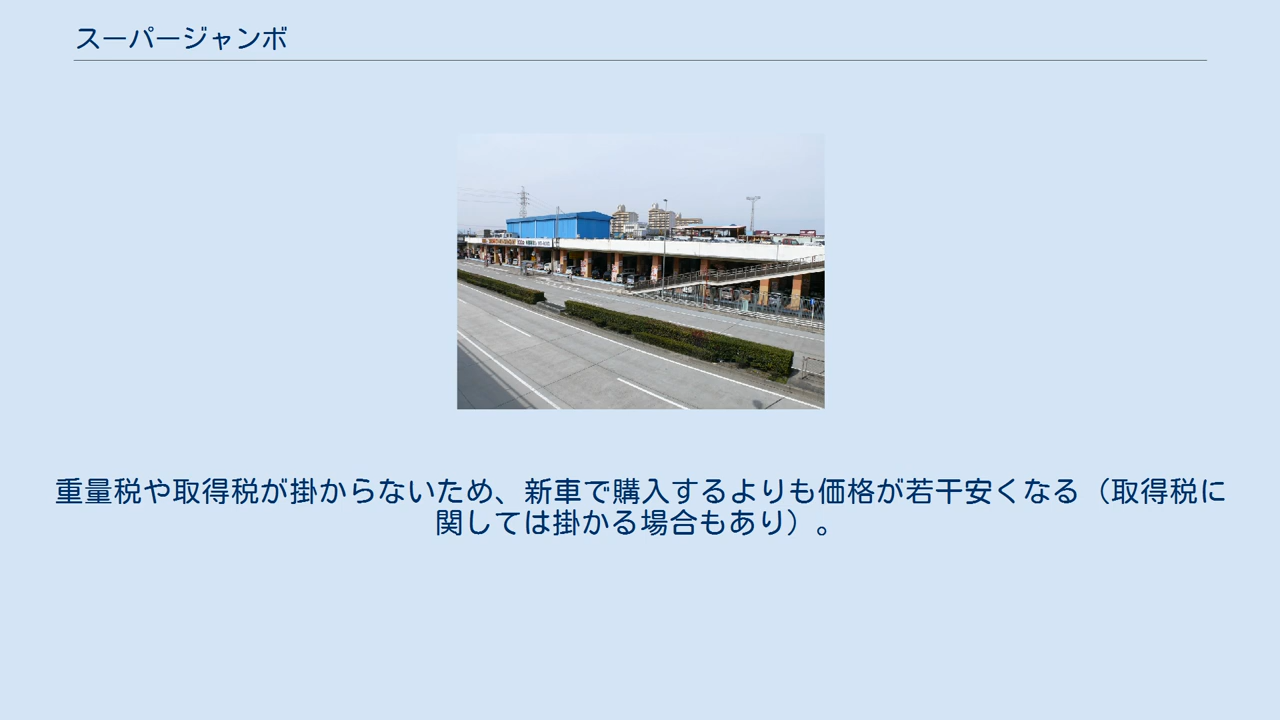 スーパージャンボ
重量税や取得税が掛からないため、新車で購入するよりも価格が若干安くなる（取得税に
関しては掛かる場合もあり）。